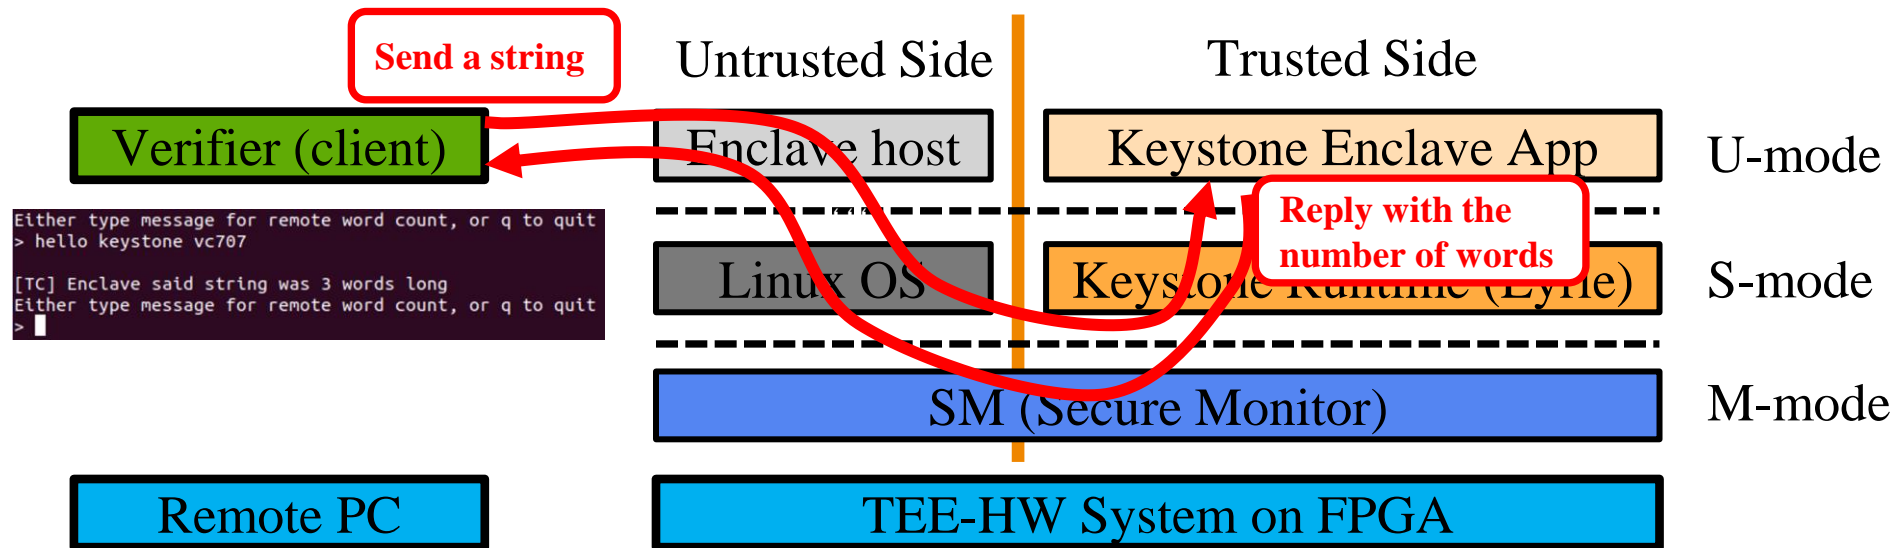 Send a string
Untrusted Side
Trusted Side
Verifier (client)
Enclave host
Keystone Enclave App
U-mode
Either type message for remote word count, or q to quit
> hello keystone vc707
[TC] Enclave said string was 3 words long
Either type message for remote word count, or q to quit
>
Reply with the
number of words
Linux OS
Keystone Runtime (Eyrie)
S-mode
SM (Secure Monitor)
M-mode
Remote PC
TEE-HW System on FPGA